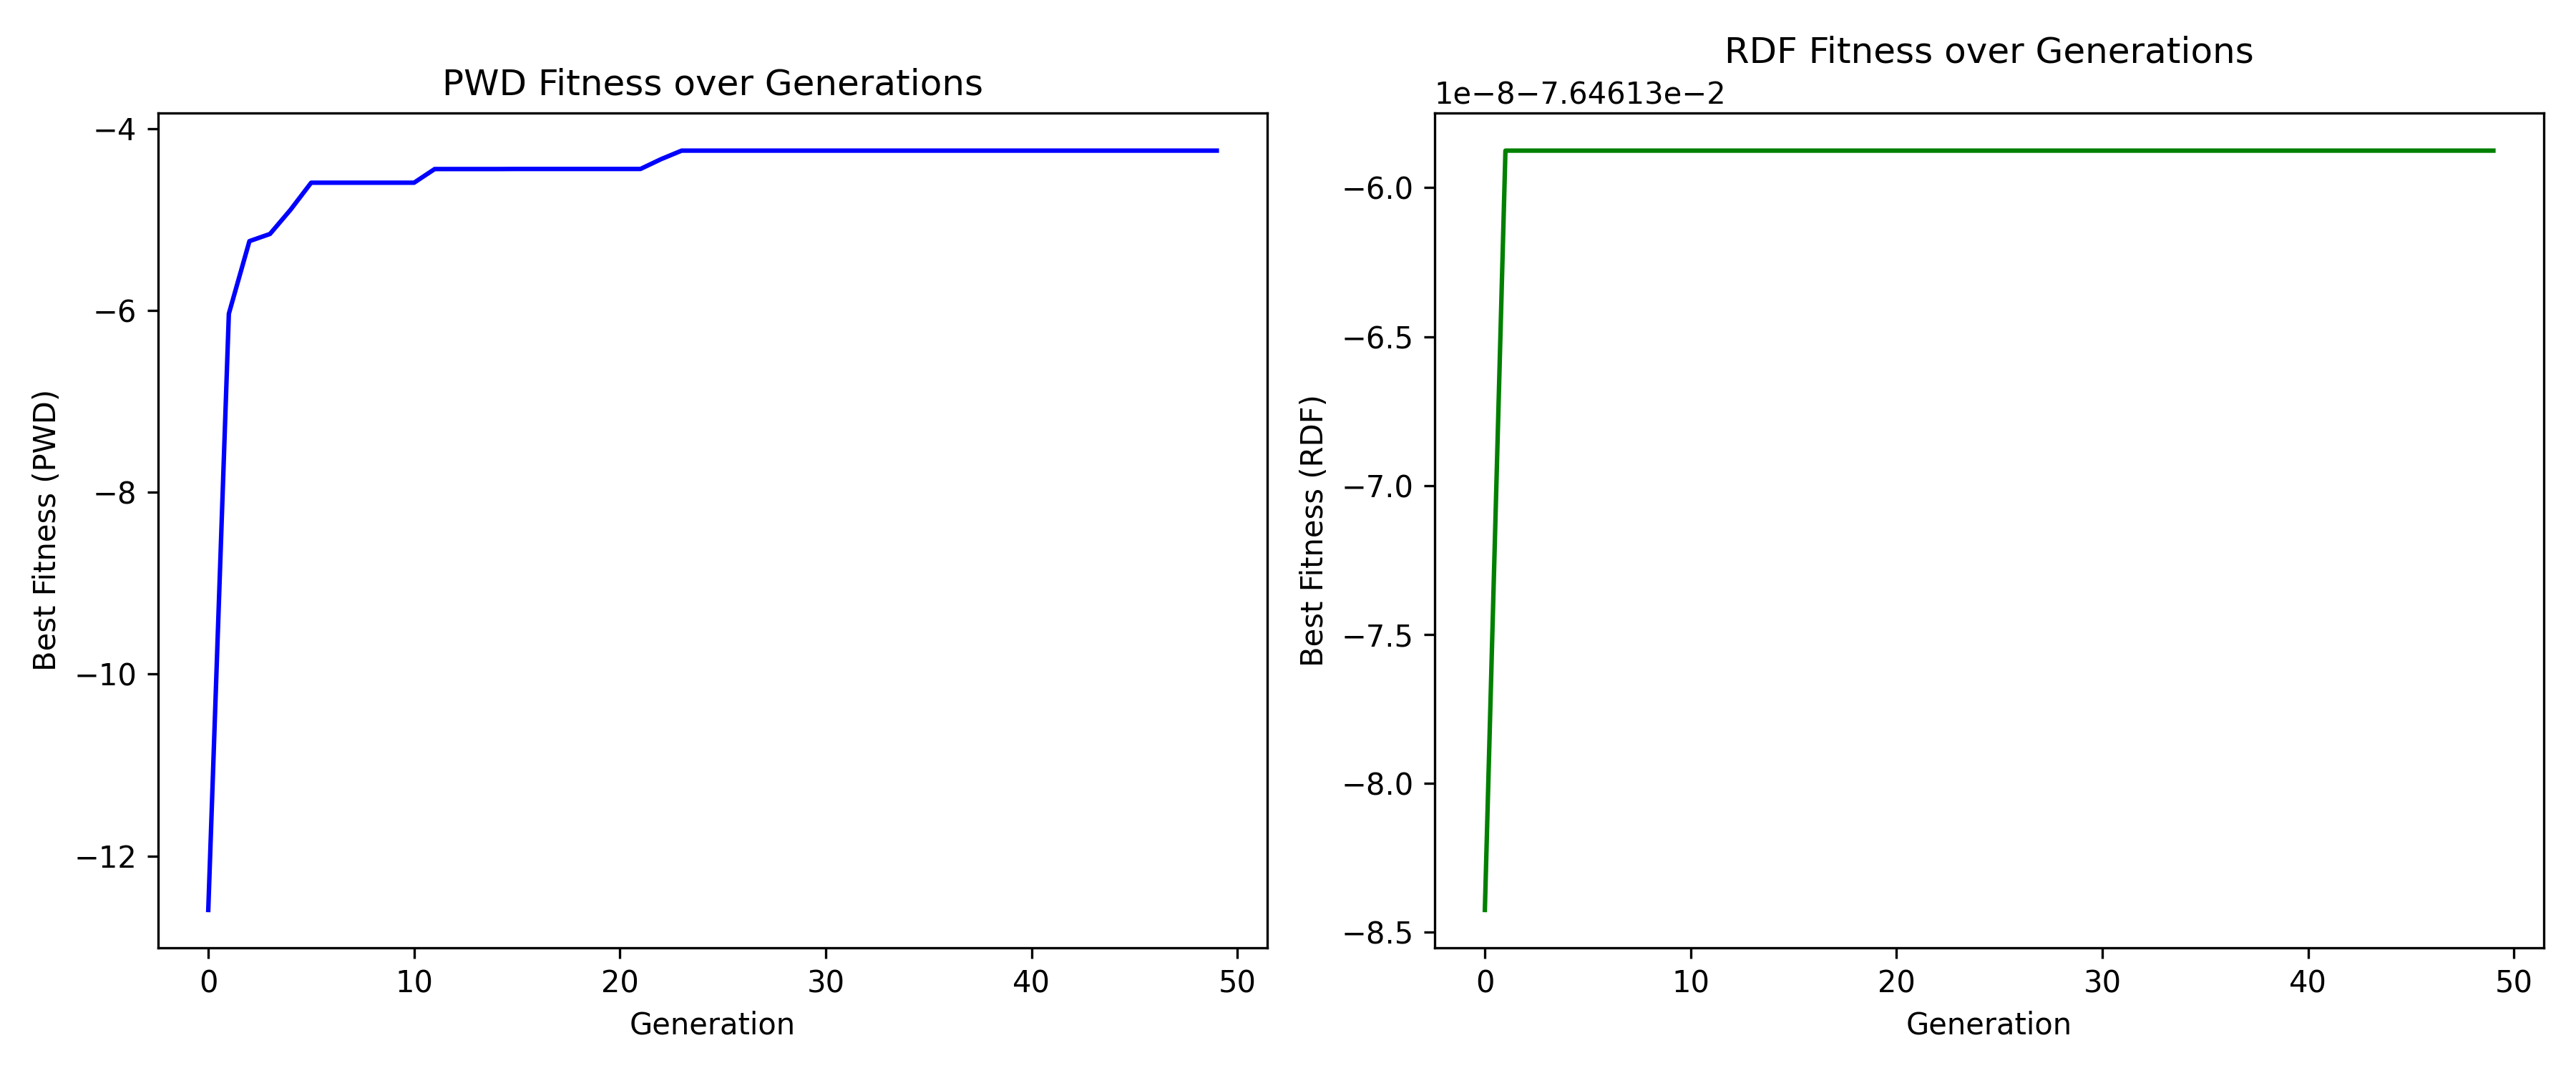 PWD Fitness over Generations
Best Fitness (PWD)
−4
−6
−8
−10
−12
0 10 20 30 40 50
Generation
RDF Fitness over Generations
1e−8−7.64613e−2
Best Fitness (RDF)
−6.0
−6.5
−7.0
−7.5
−8.0
−8.5
0 10 20 30 40 50
Generation